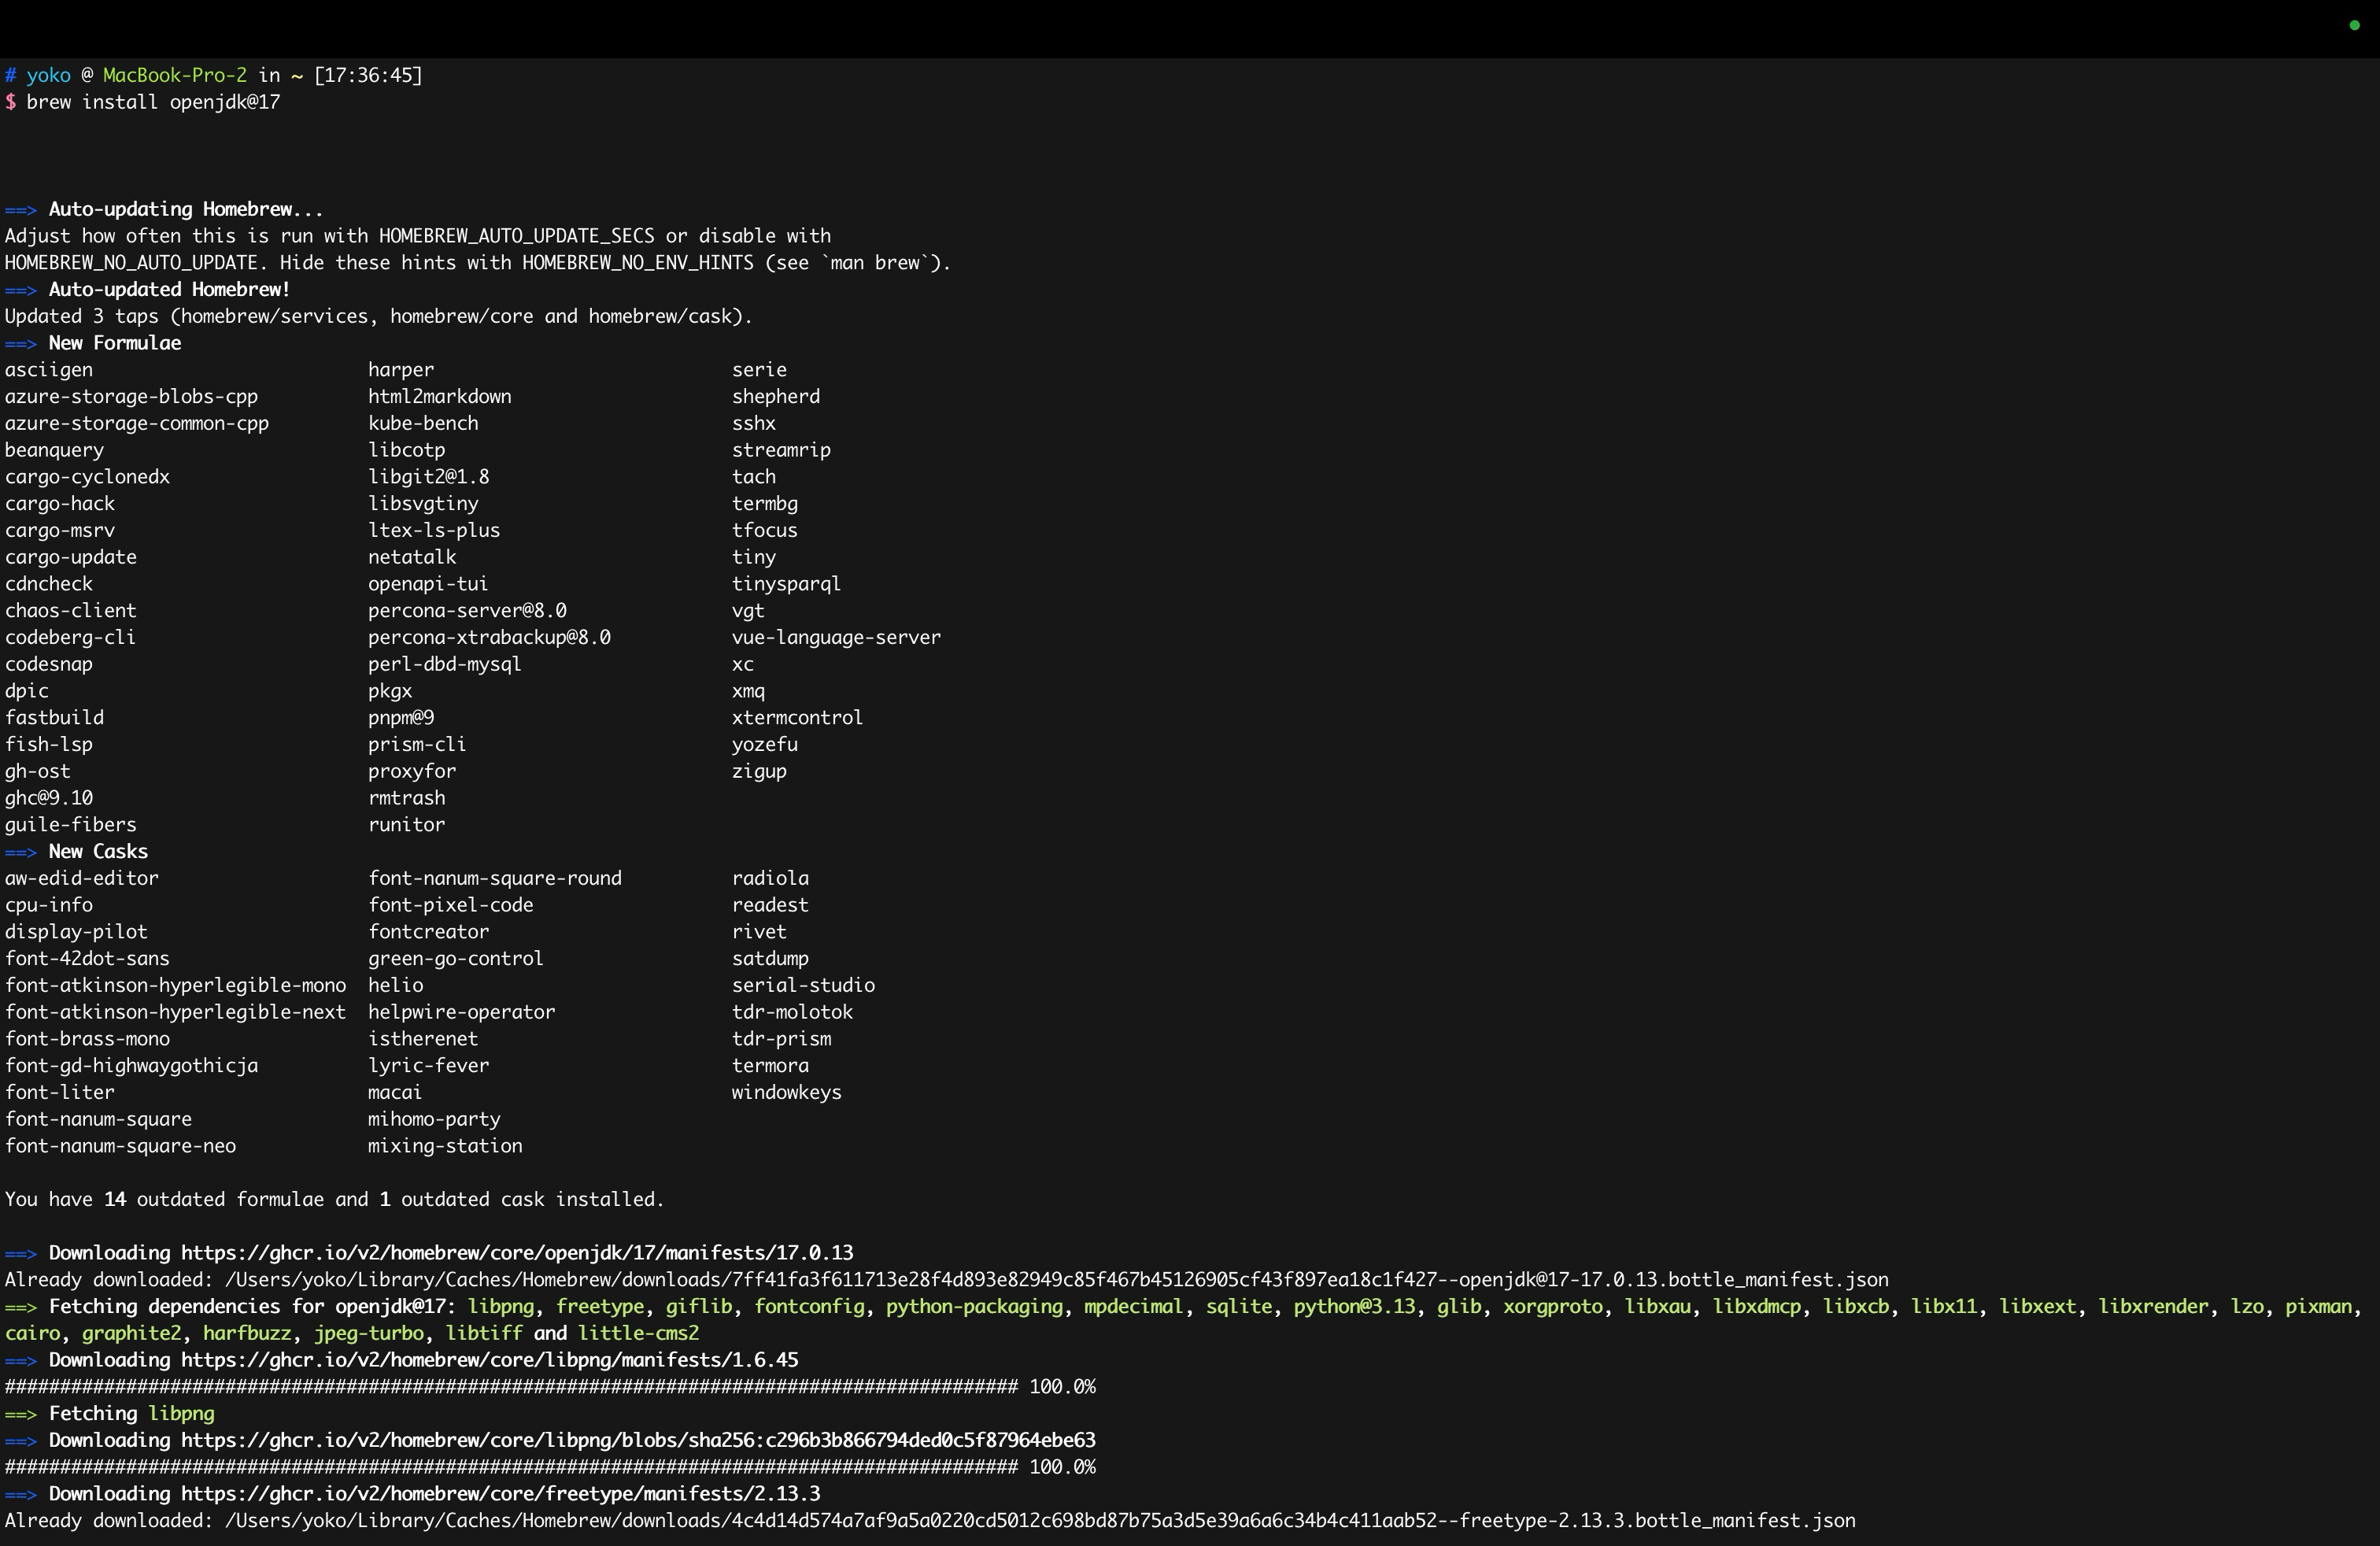 # yoko @ MacBook-Pro-2 in ~ [17:36:45]
$ brew install openjdk@17
==> Auto-updating Homebrew...
Adjust how often this is run with HOMEBREW_AUTO_UPDATE_SECS or disable with
HOMEBREW_NO_AUTO_UPDATE. Hide these hints with HOMEBREW_NO_ENV_HINTS (see `man brew`).
==> Auto-updated Homebrew!
Updated 3 taps (homebrew/services, homebrew/core and homebrew/cask).
==> New Formulae
asciigen harper serie
azure-storage-blobs-cpp html2markdown shepherd
azure-storage-common-cpp kube-bench sshx
beanquery libcotp streamrip
cargo-cyclonedx libgit2@1.8 tach
cargo-hack libsvgtiny termbg
cargo-msrv ltex-ls-plus tfocus
cargo-update netatalk tiny
cdncheck openapi-tui tinysparql
chaos-client percona-server@8.0 vgt
codeberg-cli percona-xtrabackup@8.0 vue-language-server
codesnap perl-dbd-mysql xc
dpic pkgx xmq
fastbuild pnpm@9 xtermcontrol
fish-lsp prism-cli yozefu
gh-ost proxyfor zigup
ghc@9.10 rmtrash
guile-fibers runitor
==> New Casks
aw-edid-editor font-nanum-square-round radiola
cpu-info font-pixel-code readest
display-pilot fontcreator rivet
font-42dot-sans green-go-control satdump
font-atkinson-hyperlegible-mono helio serial-studio
font-atkinson-hyperlegible-next helpwire-operator tdr-molotok
font-brass-mono istherenet tdr-prism
font-gd-highwaygothicja lyric-fever termora
font-liter macai windowkeys
font-nanum-square mihomo-party
font-nanum-square-neo mixing-station
You have 14 outdated formulae and 1 outdated cask installed.
==> Downloading https://ghcr.io/v2/homebrew/core/openjdk/17/manifests/17.0.13
Already downloaded: /Users/yoko/Library/Caches/Homebrew/downloads/7ff41fa3f611713e28f4d893e82949c85f467b45126905cf43f897ea18c1f427--openjdk@17-17.0.13.bottle_manifest.json
==> Fetching dependencies for openjdk@17: libpng, freetype, giflib, fontconfig, python-packaging, mpdecimal, sqlite, python@3.13, glib, xorgproto, libxau, libxdmcp, libxcb, libx11, libxext, libxrender, lzo, pixman,
cairo, graphite2, harfbuzz, jpeg-turbo, libtiff and little-cms2
==> Downloading https://ghcr.io/v2/homebrew/core/libpng/manifests/1.6.45
############################################################################################ 100.0%
==> Fetching libpng
==> Downloading https://ghcr.io/v2/homebrew/core/libpng/blobs/sha256:c296b3b866794ded0c5f87964ebe63
############################################################################################ 100.0%
==> Downloading https://ghcr.io/v2/homebrew/core/freetype/manifests/2.13.3
Already downloaded: /Users/yoko/Library/Caches/Homebrew/downloads/4c4d14d574a7af9a5a0220cd5012c698bd87b75a3d5e39a6a6c34b4c411aab52--freetype-2.13.3.bottle_manifest.json